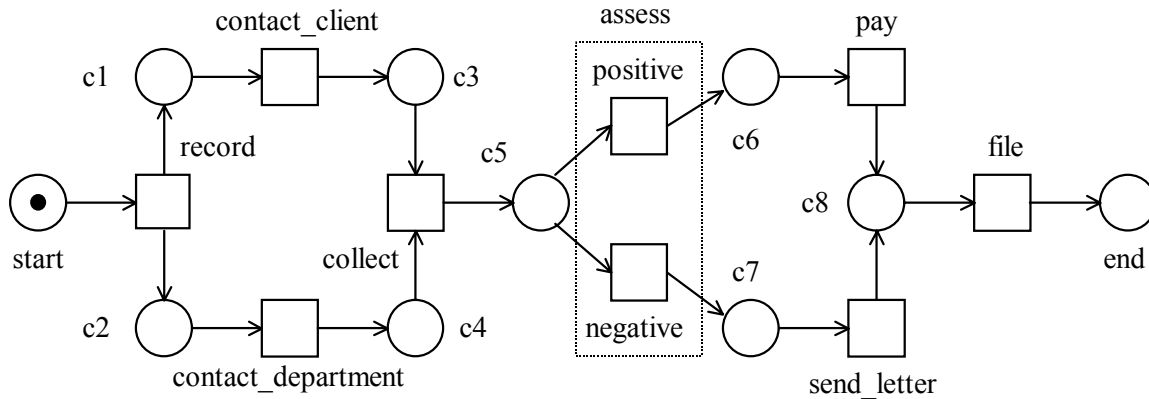 contact_client
assess
pay
c1
c3
positive
record
c5
c6
file
start
collect
c8
end
c7
c2
c4
negative
contact_department
send_letter